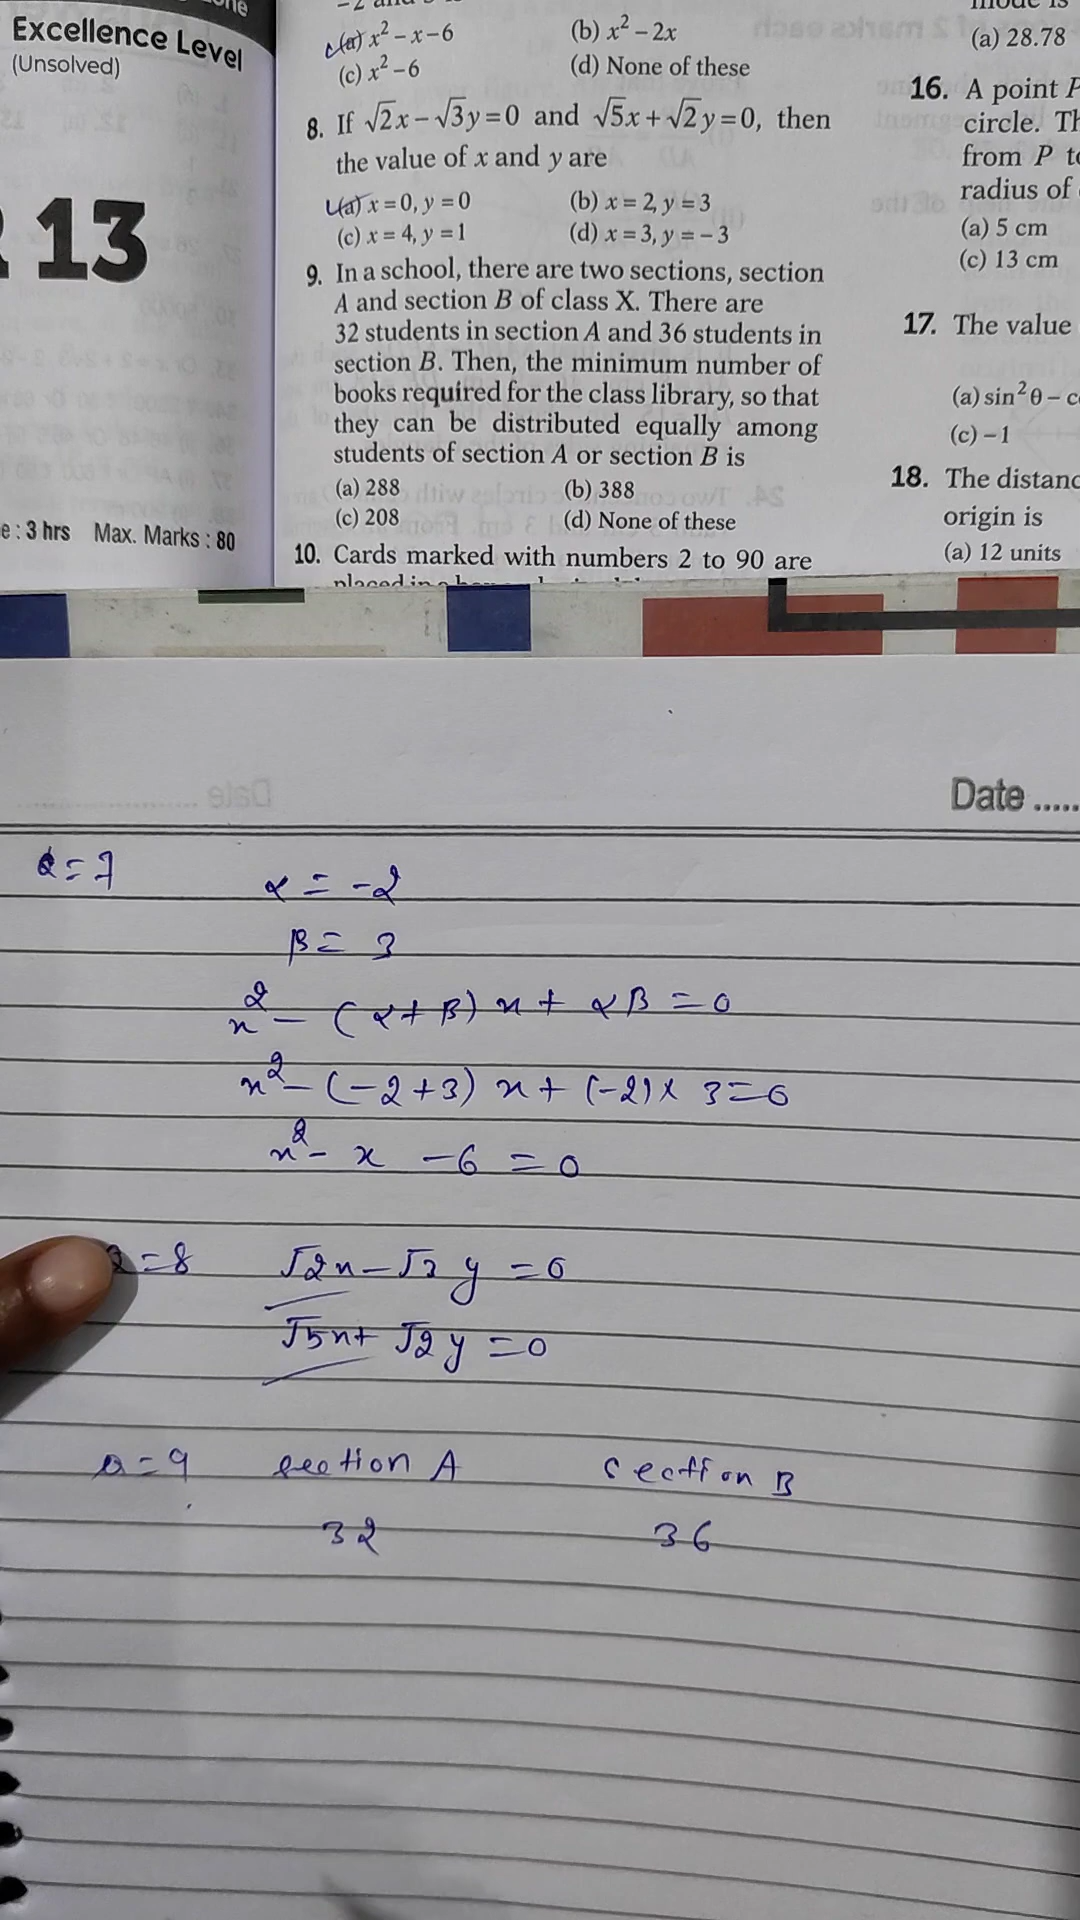 Excellence Level
(Unsolved)
13
e : 3 hrs Max. Marks : 80
(a) x² – x – 6 (b) x² – 2x
(c) x² – 6 (d) None of these
8. If √2x – √3y = 0 and √5x + √2y = 0, then
the value of x and y are
(a) x = 0, y = 0 (b) x = 2, y = 3
(c) x = 4, y = 1 (d) x = 3, y = – 3
9. In a school, there are two sections, section
A and section B of class X. There are
32 students in section A and 36 students in
section B. Then, the minimum number of
books required for the class library, so that
they can be distributed equally among
students of section A or section B is
(a) 288 (b) 388
(c) 208 (d) None of these
10. Cards marked with numbers 2 to 90 are
(a) 28.78
16. A point P
circle. Th
from P to
radius of
(a) 5 cm
(c) 13 cm
17. The value
(a) sin²θ – c
(c) – 1
18. The distanc
origin is
(a) 12 units
Date .....
Q = 7 α = -2
β = 3
x² - (α + β) x + αβ = 0
x² - (-2 + 3) x + (-2) × 3 = 0
x² - x - 6 = 0
= 8 √2x - √3 y = 0
√5x + √2y = 0
Q = 9 section A section B
32 36